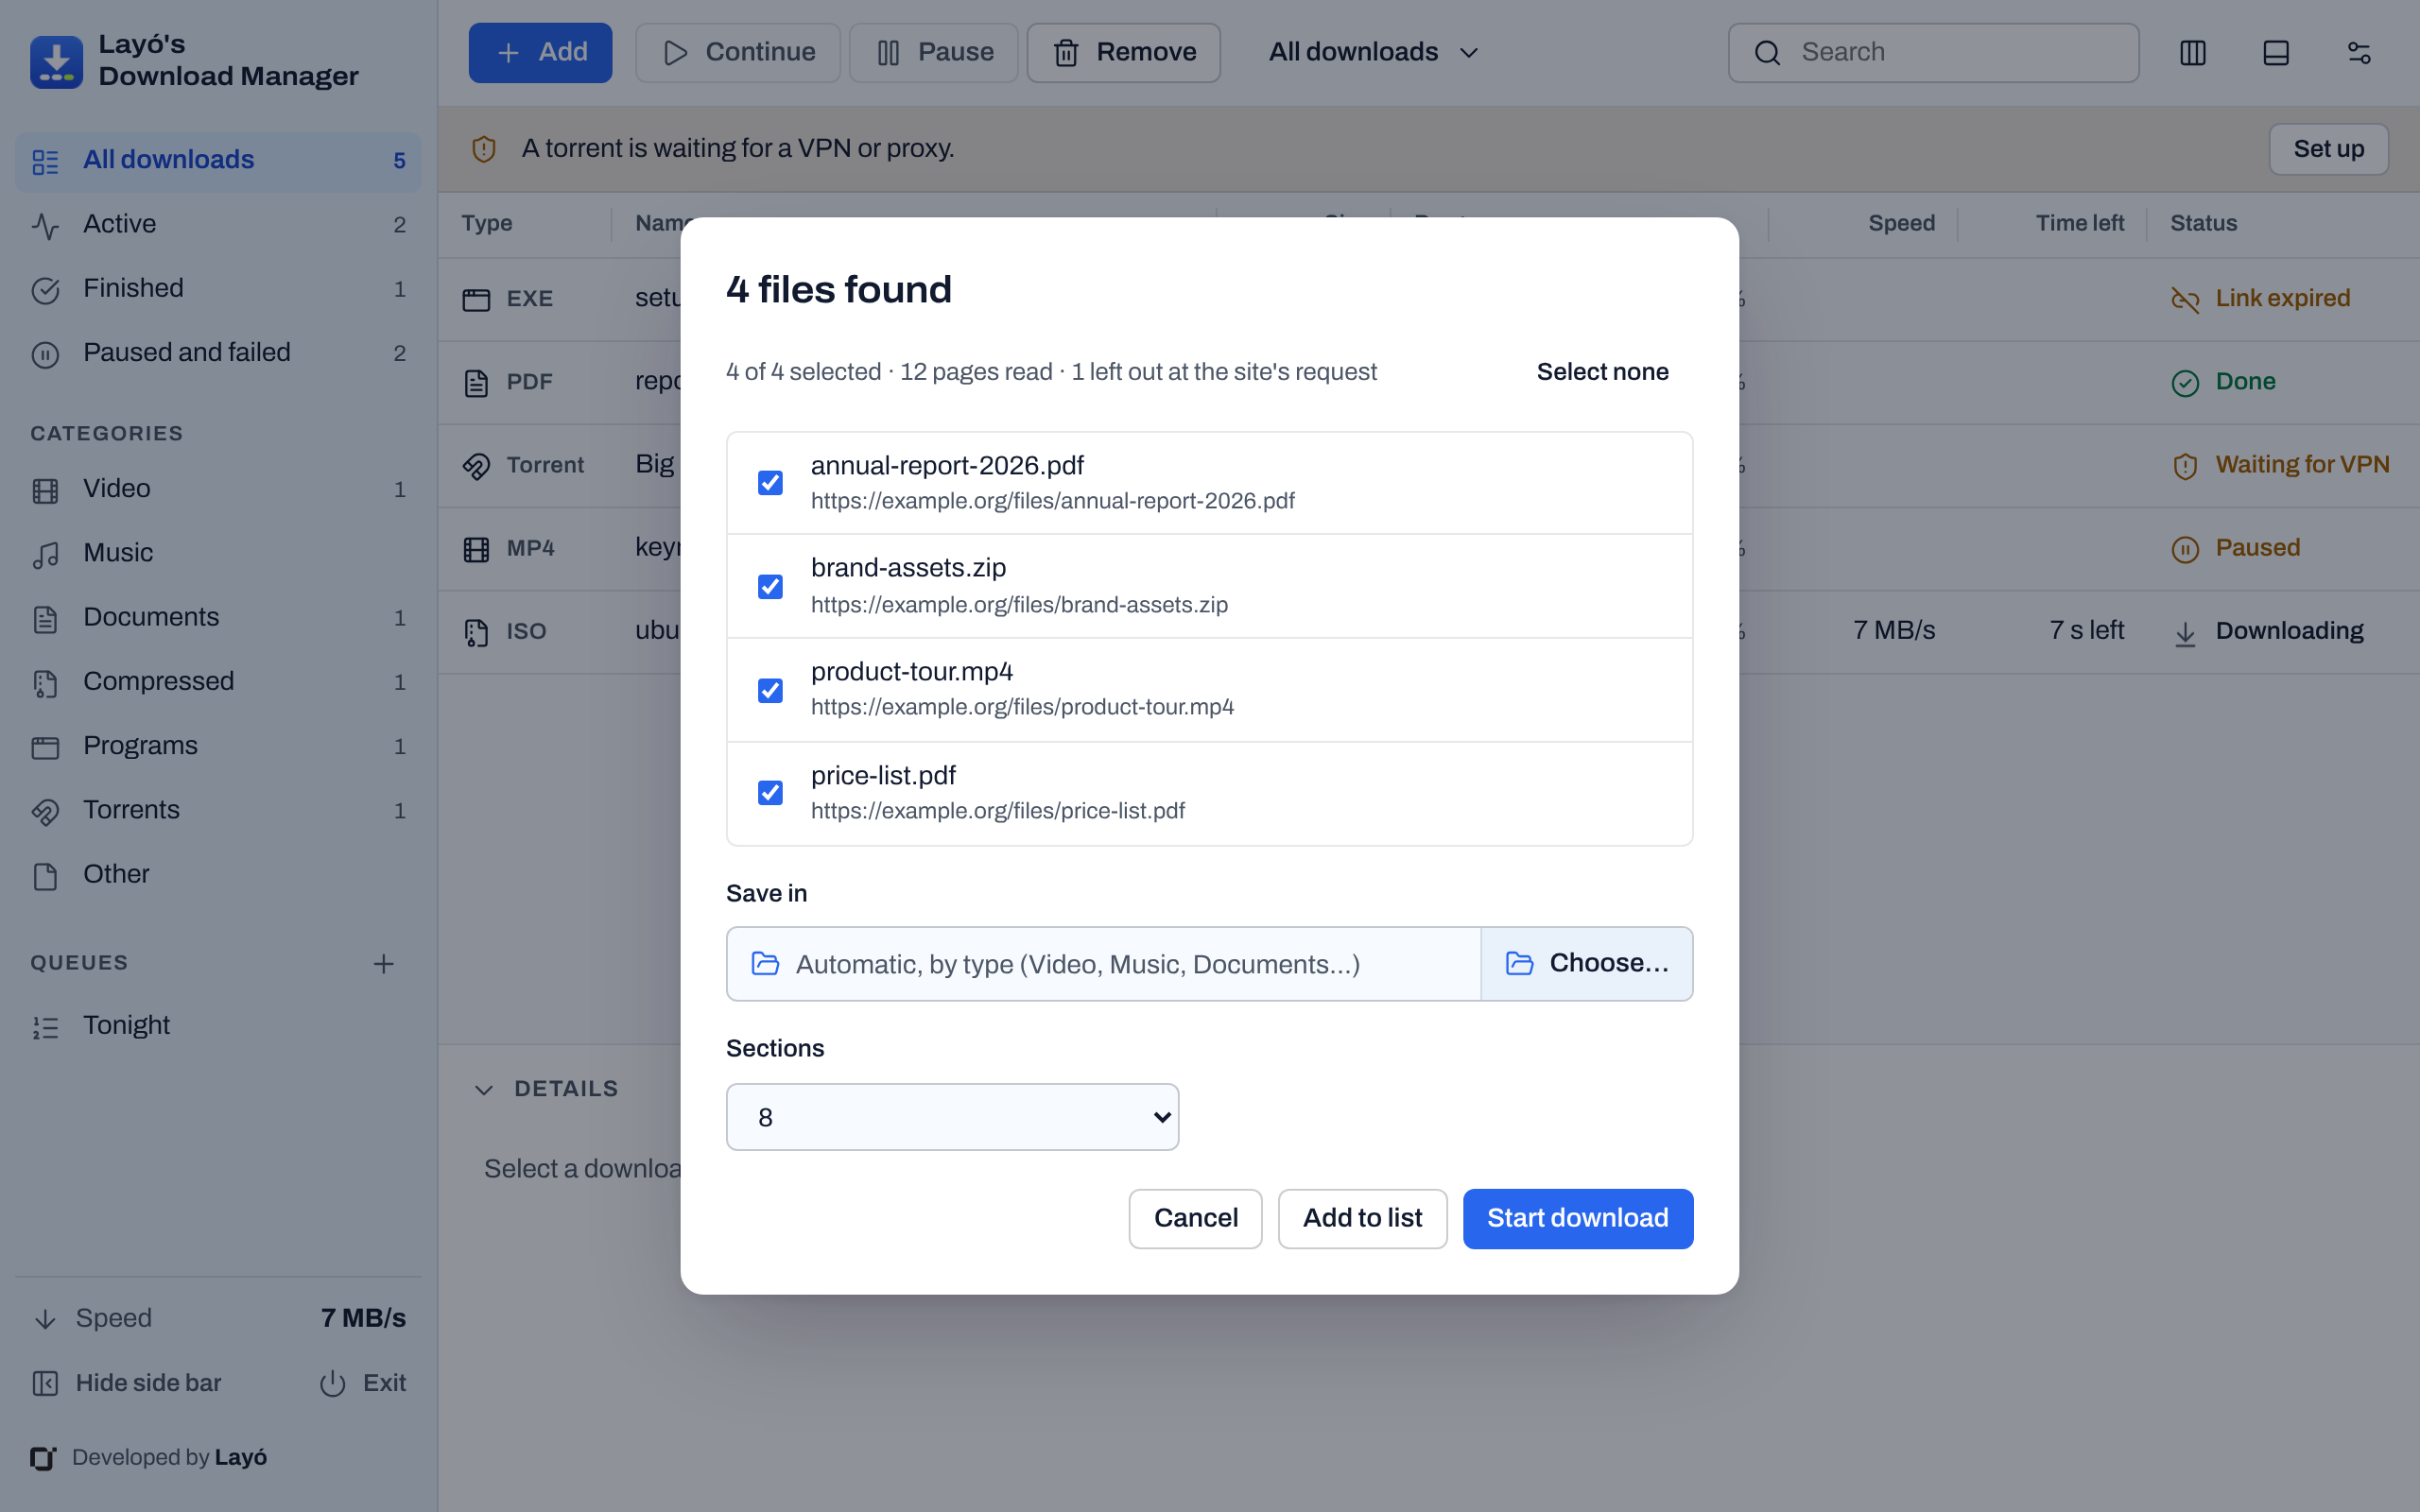 Layó's
Download Manager
Add
Continue
Pause
Remove
All downloads
Search
All downloads 5
Active 2
Finished 1
Paused and failed 2
CATEGORIES
Video 1
Music
Documents 1
Compressed 1
Programs 1
Torrents 1
Other
QUEUES
Tonight
Speed 7 MB/s
Hide side bar
Exit
Developed by Layó
A torrent is waiting for a VPN or proxy.
Set up
Type
Speed
Time left
Status
EXE
Link expired
PDF
Done
Torrent
Big
Waiting for VPN
MP4
Paused
ISO
7 MB/s
7 s left
Downloading
DETAILS
Select a
4 files found
4 of 4 selected · 12 pages read · 1 left out at the site's request
Select none
annual-report-2026.pdf
https://example.org/files/annual-report-2026.pdf
brand-assets.zip
https://example.org/files/brand-assets.zip
product-tour.mp4
https://example.org/files/product-tour.mp4
price-list.pdf
https://example.org/files/price-list.pdf
Save in
Automatic, by type (Video, Music, Documents...)
Choose...
Sections
8
Cancel
Add to list
Start download